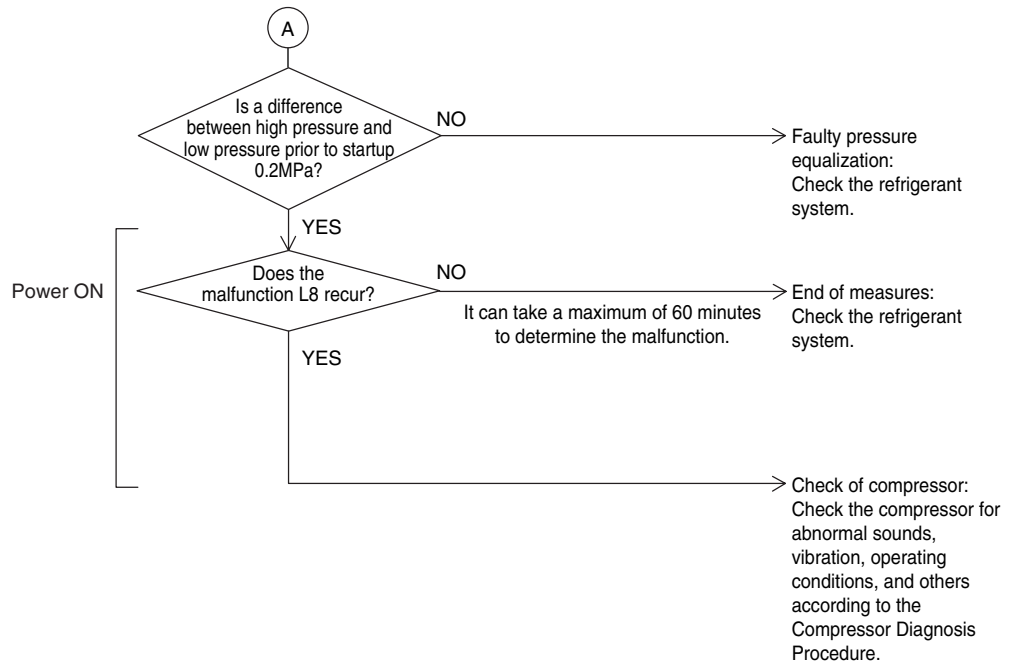 A
Is a difference
between high pressure and
low pressure prior to startup
0.2MPa?
NO
Faulty pressure
equalization:
Check the refrigerant
system.
YES
Power ON
Does the
malfunction L8 recur?
NO
It can take a maximum of 60 minutes
to determine the malfunction.
End of measures:
Check the refrigerant
system.
YES
Check of compressor:
Check the compressor for
abnormal sounds,
vibration, operating
conditions, and others
according to the
Compressor Diagnosis
Procedure.